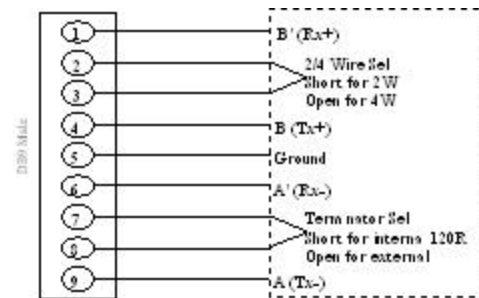 DB9 Male
1
B' (Rx+)
2
2/4 Wire Sel
Short for 2W
3
Open for 4W
4
B (Tx+)
5
Ground
6
A' (Rx-)
7
Terminator Sel
Short for interna 120R
8
Open for external
9
A (Tx-)